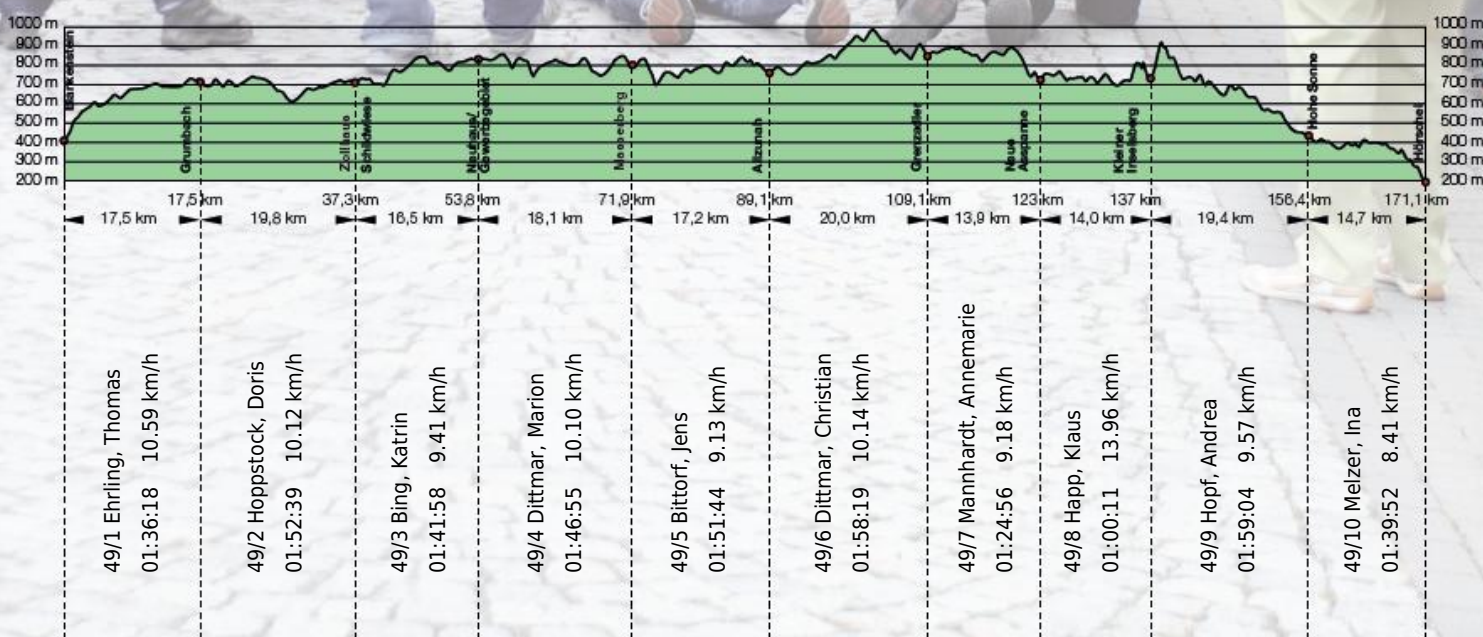 1000 m
900 m
800 m
700 m
600 m
500 m
400 m
300 m
200 m
1000 m
900 m
800 m
700 m
600 m
500 m
400 m
300 m
200 m
Blankenstein
Grumbach
Zollhaus
Schildwiese
Neuhaus/
Gewerbegebiet
Masserberg
Allzunah
Grenzadler
Neue
Ausspanne
Kleiner
Inselsberg
Hohe Sonne
Hörschel
17,5 km
37,3 km
53,8 km
71,9 km
89,1 km
109,1 km
123 km
137 km
156,4 km
171,1 km
17,5 km
19,8 km
16,5 km
18,1 km
17,2 km
20,0 km
13,9 km
14,0 km
19,4 km
14,7 km
49/1 Ehrling, Thomas
01:36:18 10.59 km/h
49/2 Hoppstock, Doris
01:52:39 10.12 km/h
49/3 Bing, Katrin
01:41:58 9.41 km/h
49/4 Dittmar, Marion
01:46:55 10.10 km/h
49/5 Bittorf, Jens
01:51:44 9.13 km/h
49/6 Dittmar, Christian
01:58:19 10.14 km/h
49/7 Mannhardt, Annemarie
01:24:56 9.18 km/h
49/8 Happ, Klaus
01:00:11 13.96 km/h
49/9 Hopf, Andrea
01:59:04 9.57 km/h
49/10 Melzer, Ina
01:39:52 8.41 km/h